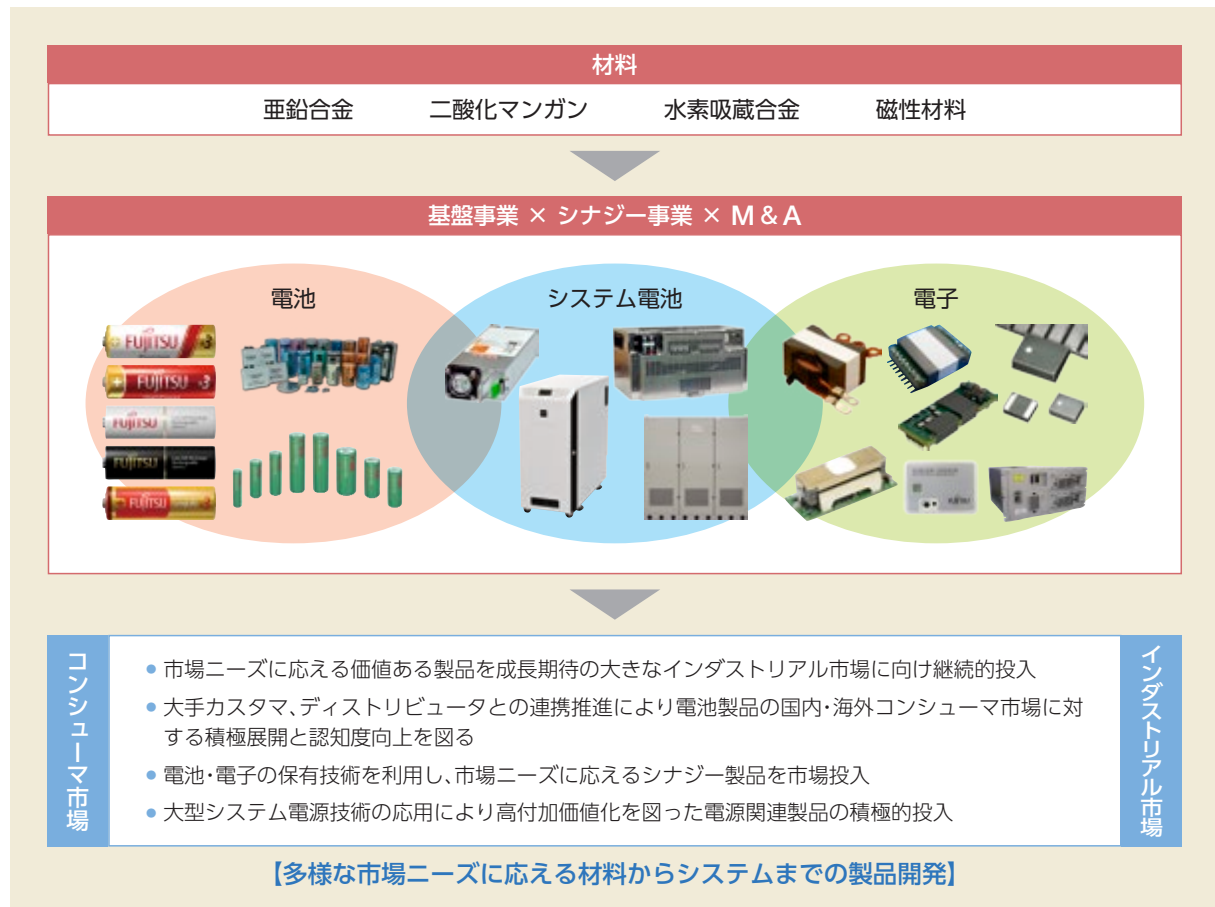 材料
亜鉛合金 二酸化マンガン 水素吸蔵合金 磁性材料
基盤事業 × シナジー事業 × M & A
電池 システム電池 電子
FUJITSU
FUJITSU
FUJITSU
FUJITSU
FUJITSU
コンシューマ市場
● 市場ニーズに応える価値ある製品を成長期待の大きなインダストリアル市場に向け継続的投入
● 大手カスタマ、ディストリビュータとの連携推進により電池製品の国内・海外コンシューマ市場に対
する積極展開と認知度向上を図る
● 電池・電子の保有技術を利用し、市場ニーズに応えるシナジー製品を市場投入
● 大型システム電源技術の応用により高付加価値化を図った電源関連製品の積極的投入
インダストリアル市場
【多様な市場ニーズに応える材料からシステムまでの製品開発】